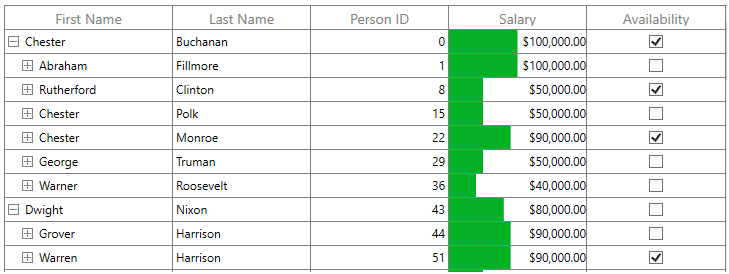 First Name Last Name Person ID Salary Availability
Chester Buchanan 0 $100,000.00
Abraham Fillmore 1 $100,000.00
Rutherford Clinton 8 $50,000.00
Chester Polk 15 $50,000.00
Chester Monroe 22 $90,000.00
George Truman 29 $50,000.00
Warner Roosevelt 36 $40,000.00
Dwight Nixon 43 $80,000.00
Grover Harrison 44 $90,000.00
Warren Harrison 51 $90,000.00